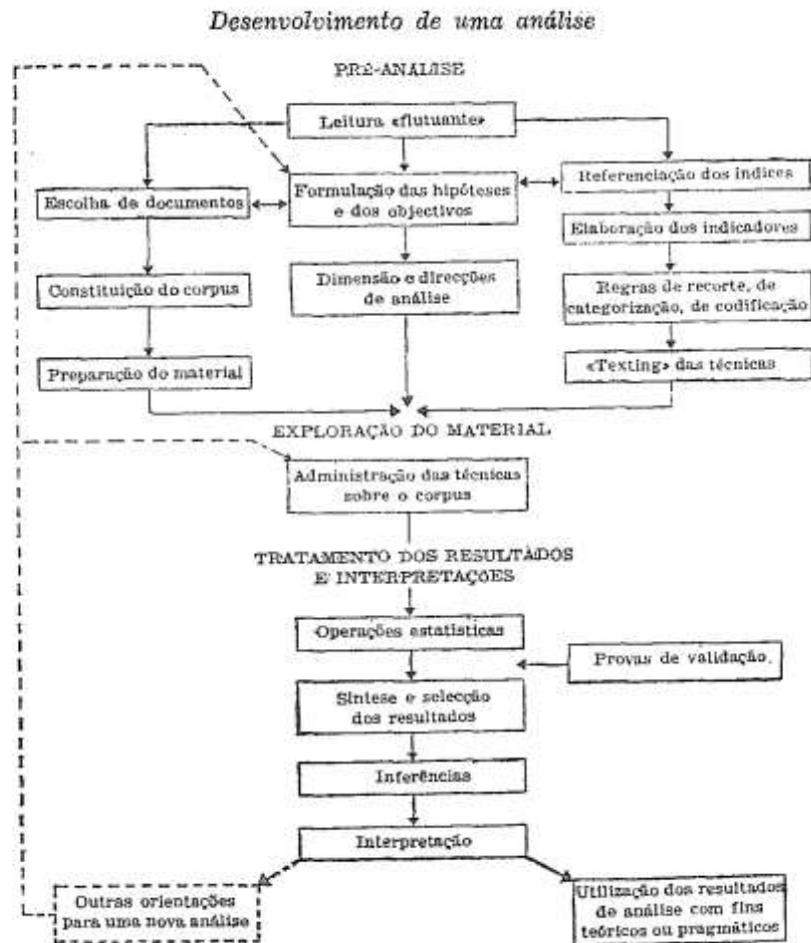 Desenvolvimento de uma análise
PRÉ-ANÁLISE
Leitura «flutuante»
Escolha de documentos
Formulação das hipóteses
e dos objectivos
Referenciação dos índices
Elaboração dos indicadores
Constituição do corpus
Dimensão e direcções
de análise
Regras de recorte, de
categorização, de codificação
Preparação do material
«Texting» das técnicas
EXPLORAÇÃO DO MATERIAL
Administração das técnicas
sobre o corpus
TRATAMENTO DOS RESULTADOS
E INTERPRETAÇÕES
Operações estatísticas
Provas de validação.
Síntese e selecção
dos resultados
Inferências
Interpretação
Outras orientações
para uma nova análise
Utilização dos resultados
de análise com fins
teóricos ou pragmáticos